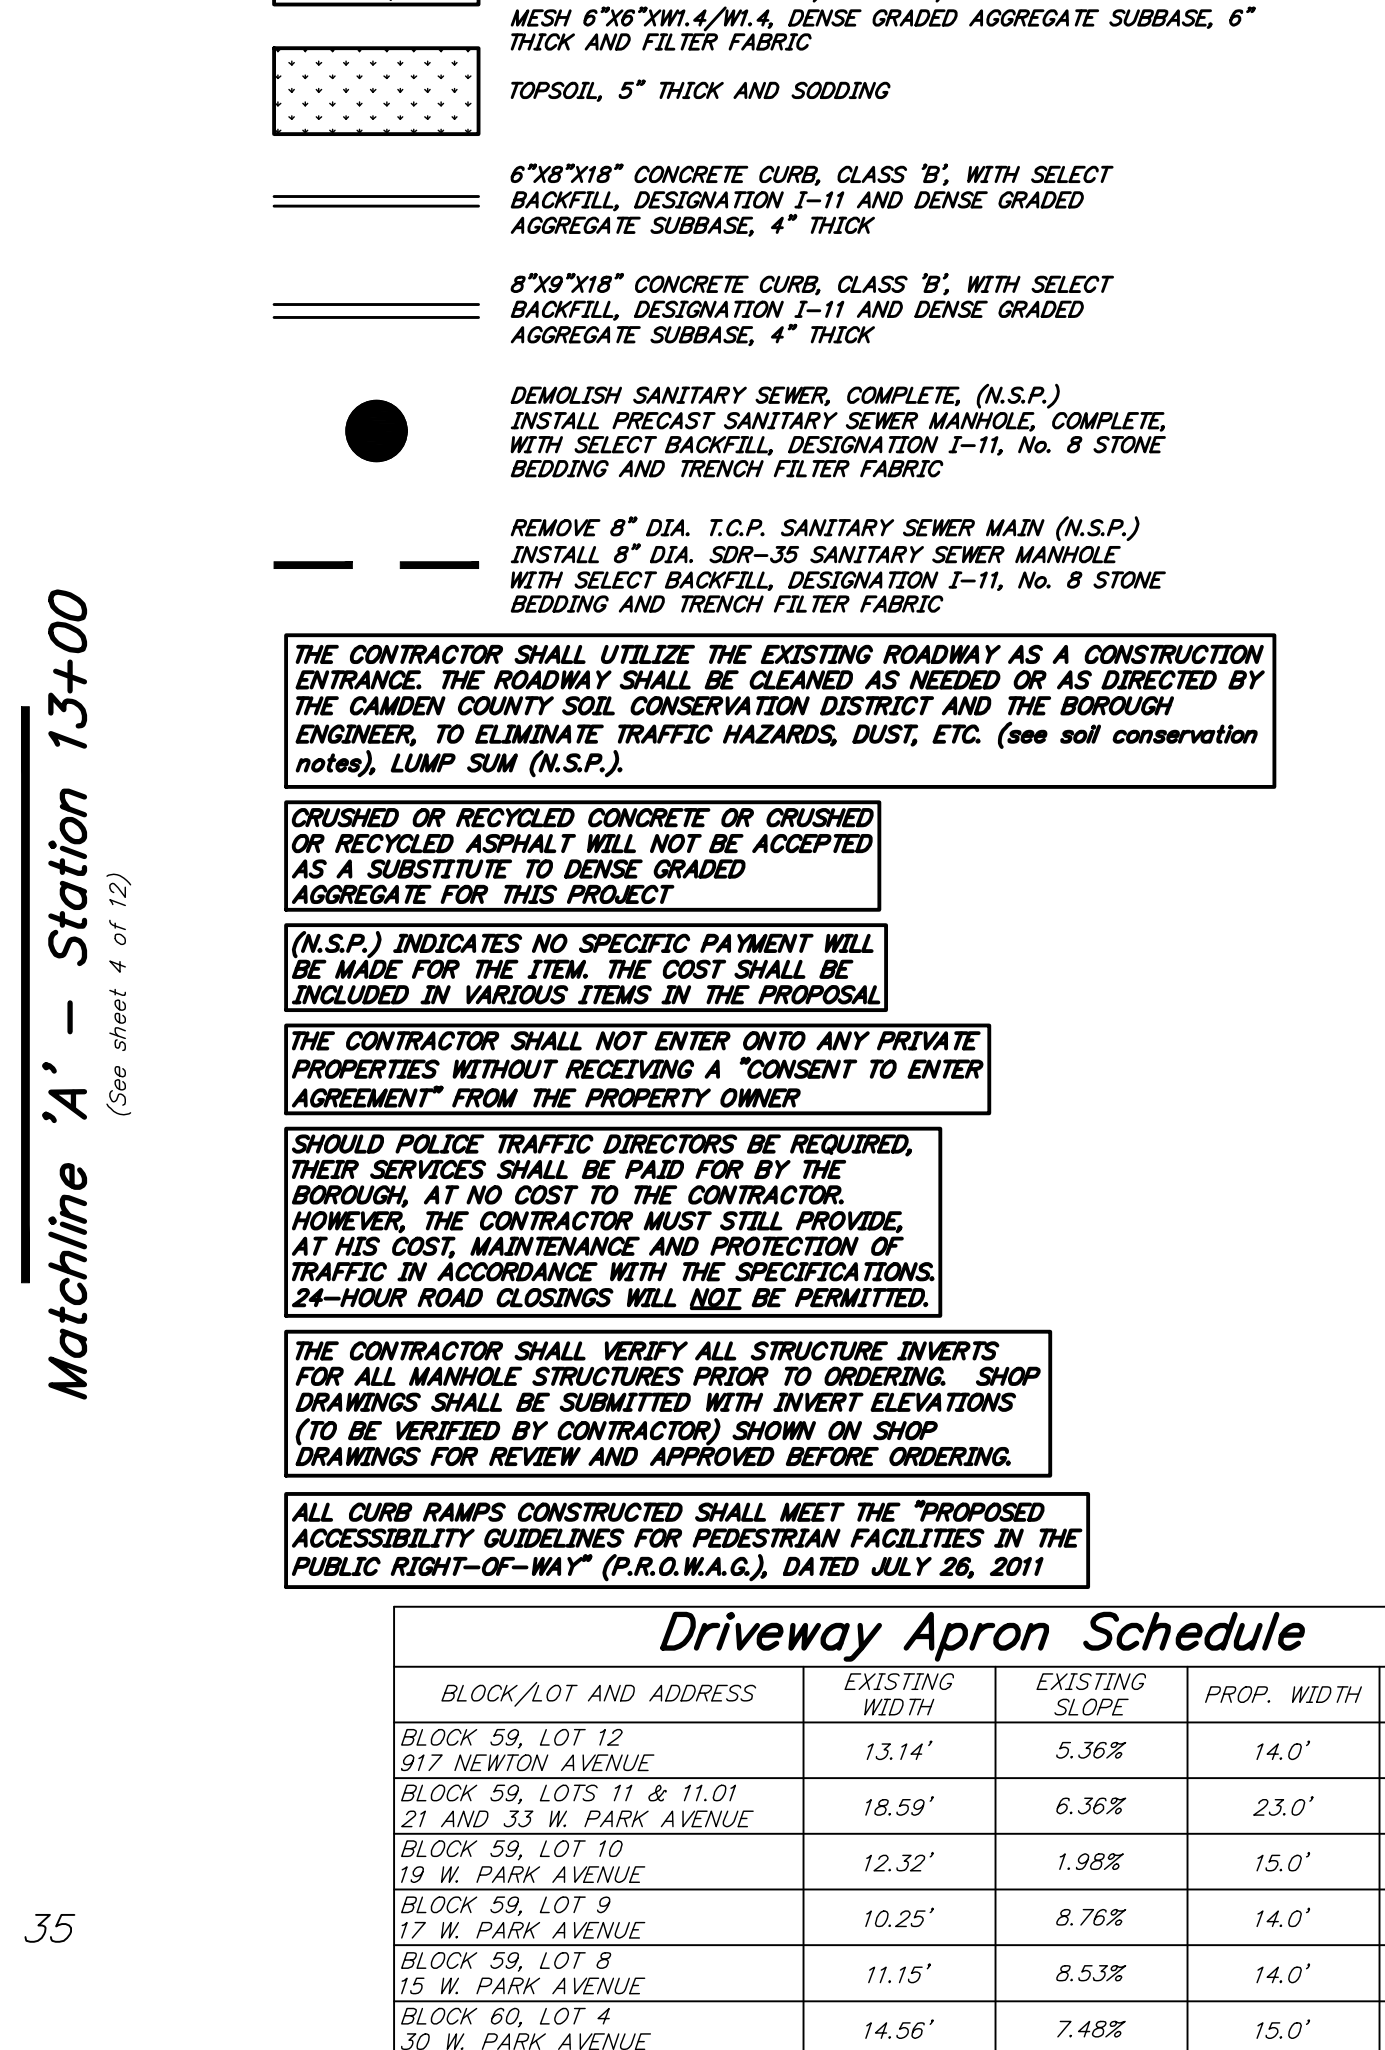 MESH 6"X6"XW1.4/W1.4, DENSE GRADED AGGREGATE SUBBASE, 6"
THICK AND FILTER FABRIC
TOPSOIL, 5" THICK AND SODDING
6"X8"X18" CONCRETE CURB, CLASS 'B', WITH SELECT
BACKFILL, DESIGNATION I-11 AND DENSE GRADED
AGGREGATE SUBBASE, 4" THICK
8"X9"X18" CONCRETE CURB, CLASS 'B', WITH SELECT
BACKFILL, DESIGNATION I-11 AND DENSE GRADED
AGGREGATE SUBBASE, 4" THICK
DEMOLISH SANITARY SEWER, COMPLETE, (N.S.P.)
INSTALL PRECAST SANITARY SEWER MANHOLE, COMPLETE,
WITH SELECT BACKFILL, DESIGNATION I-11, No. 8 STONE
BEDDING AND TRENCH FILTER FABRIC
REMOVE 8" DIA. T.C.P. SANITARY SEWER MAIN (N.S.P.)
INSTALL 8" DIA. SDR-35 SANITARY SEWER MANHOLE
WITH SELECT BACKFILL, DESIGNATION I-11, No. 8 STONE
BEDDING AND TRENCH FILTER FABRIC
THE CONTRACTOR SHALL UTILIZE THE EXISTING ROADWAY AS A CONSTRUCTION
ENTRANCE. THE ROADWAY SHALL BE CLEANED AS NEEDED OR AS DIRECTED BY
THE CAMDEN COUNTY SOIL CONSERVATION DISTRICT AND THE BOROUGH
ENGINEER, TO ELIMINATE TRAFFIC HAZARDS, DUST, ETC. (see soil conservation
notes), LUMP SUM (N.S.P.).
CRUSHED OR RECYCLED CONCRETE OR CRUSHED
OR RECYCLED ASPHALT WILL NOT BE ACCEPTED
AS A SUBSTITUTE TO DENSE GRADED
AGGREGATE FOR THIS PROJECT
(N.S.P.) INDICATES NO SPECIFIC PAYMENT WILL
BE MADE FOR THE ITEM. THE COST SHALL BE
INCLUDED IN VARIOUS ITEMS IN THE PROPOSAL
THE CONTRACTOR SHALL NOT ENTER ONTO ANY PRIVATE
PROPERTIES WITHOUT RECEIVING A "CONSENT TO ENTER
AGREEMENT" FROM THE PROPERTY OWNER
SHOULD POLICE TRAFFIC DIRECTORS BE REQUIRED,
THEIR SERVICES SHALL BE PAID FOR BY THE
BOROUGH, AT NO COST TO THE CONTRACTOR.
HOWEVER, THE CONTRACTOR MUST STILL PROVIDE,
AT HIS COST, MAINTENANCE AND PROTECTION OF
TRAFFIC IN ACCORDANCE WITH THE SPECIFICATIONS.
24-HOUR ROAD CLOSINGS WILL NOT BE PERMITTED.
THE CONTRACTOR SHALL VERIFY ALL STRUCTURE INVERTS
FOR ALL MANHOLE STRUCTURES PRIOR TO ORDERING. SHOP
DRAWINGS SHALL BE SUBMITTED WITH INVERT ELEVATIONS
(TO BE VERIFIED BY CONTRACTOR) SHOWN ON SHOP
DRAWINGS FOR REVIEW AND APPROVED BEFORE ORDERING.
ALL CURB RAMPS CONSTRUCTED SHALL MEET THE "PROPOSED
ACCESSIBILITY GUIDELINES FOR PEDESTRIAN FACILITIES IN THE
PUBLIC RIGHT-OF-WAY" (P.R.O.W.A.G.), DATED JULY 26, 2011
Matchline 'A' - Station 13+00
(See sheet 4 of 12)
35
Driveway Apron Schedule
BLOCK/LOT AND ADDRESS EXISTING WIDTH EXISTING SLOPE PROP. WIDTH
BLOCK 59, LOT 12
917 NEWTON AVENUE 13.14' 5.36% 14.0'
BLOCK 59, LOTS 11 & 11.01
21 AND 33 W. PARK AVENUE 18.59' 6.36% 23.0'
BLOCK 59, LOT 10
19 W. PARK AVENUE 12.32' 1.98% 15.0'
BLOCK 59, LOT 9
17 W. PARK AVENUE 10.25' 8.76% 14.0'
BLOCK 59, LOT 8
15 W. PARK AVENUE 11.15' 8.53% 14.0'
BLOCK 60, LOT 4
30 W. PARK AVENUE 14.56' 7.48% 15.0'